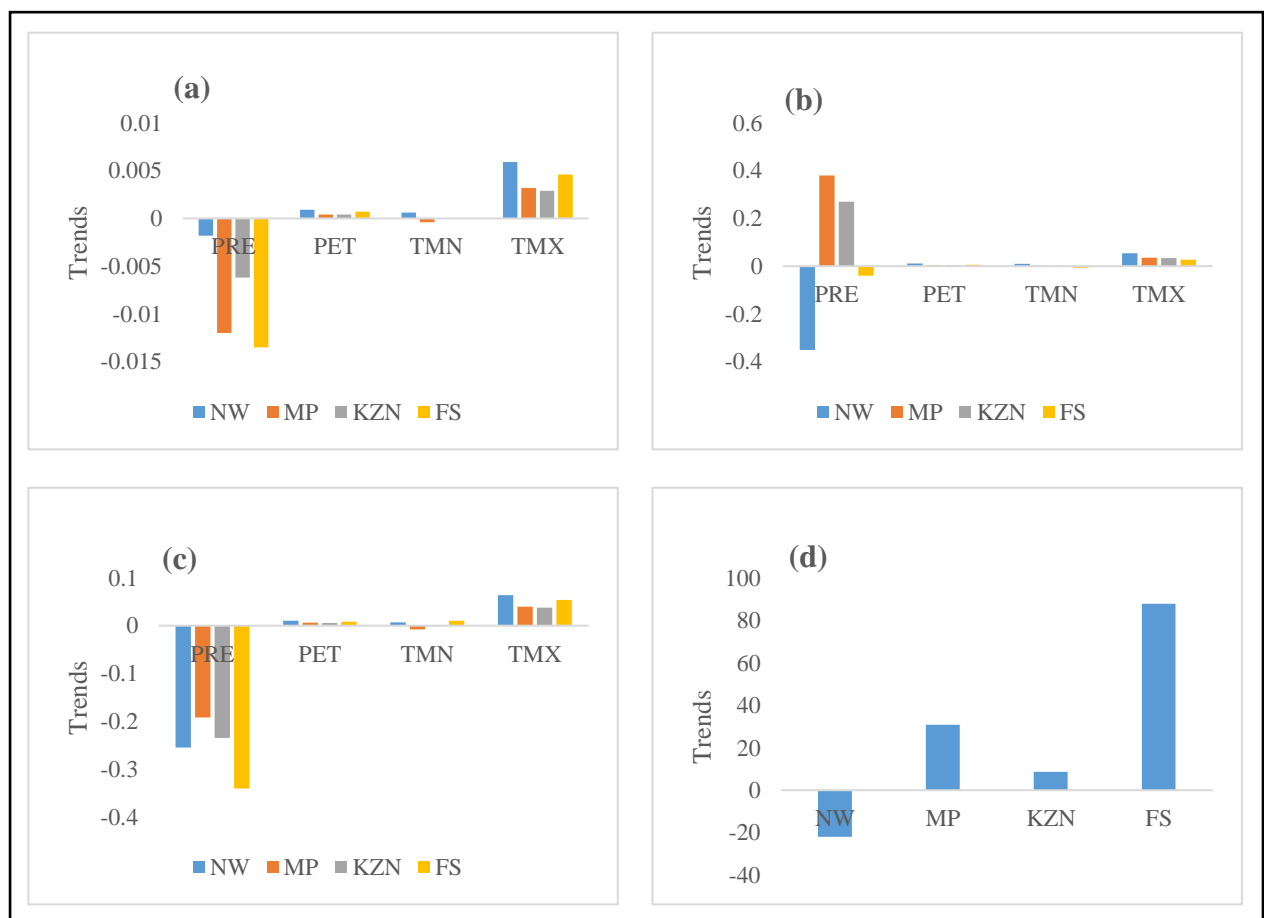 (a)
0.01
0.005
0
-0.005
-0.01
-0.015
Trends
PRE PET TMN TMX
NW MP KZN FS
(b)
0.6
0.4
0.2
0
-0.2
-0.4
Trends
PRE PET TMN TMX
NW MP KZN FS
(c)
0.1
0
-0.1
-0.2
-0.3
-0.4
Trends
PRE PET TMN TMX
NW MP KZN FS
(d)
100
80
60
40
20
0
-20
-40
Trends
NW MP KZN FS